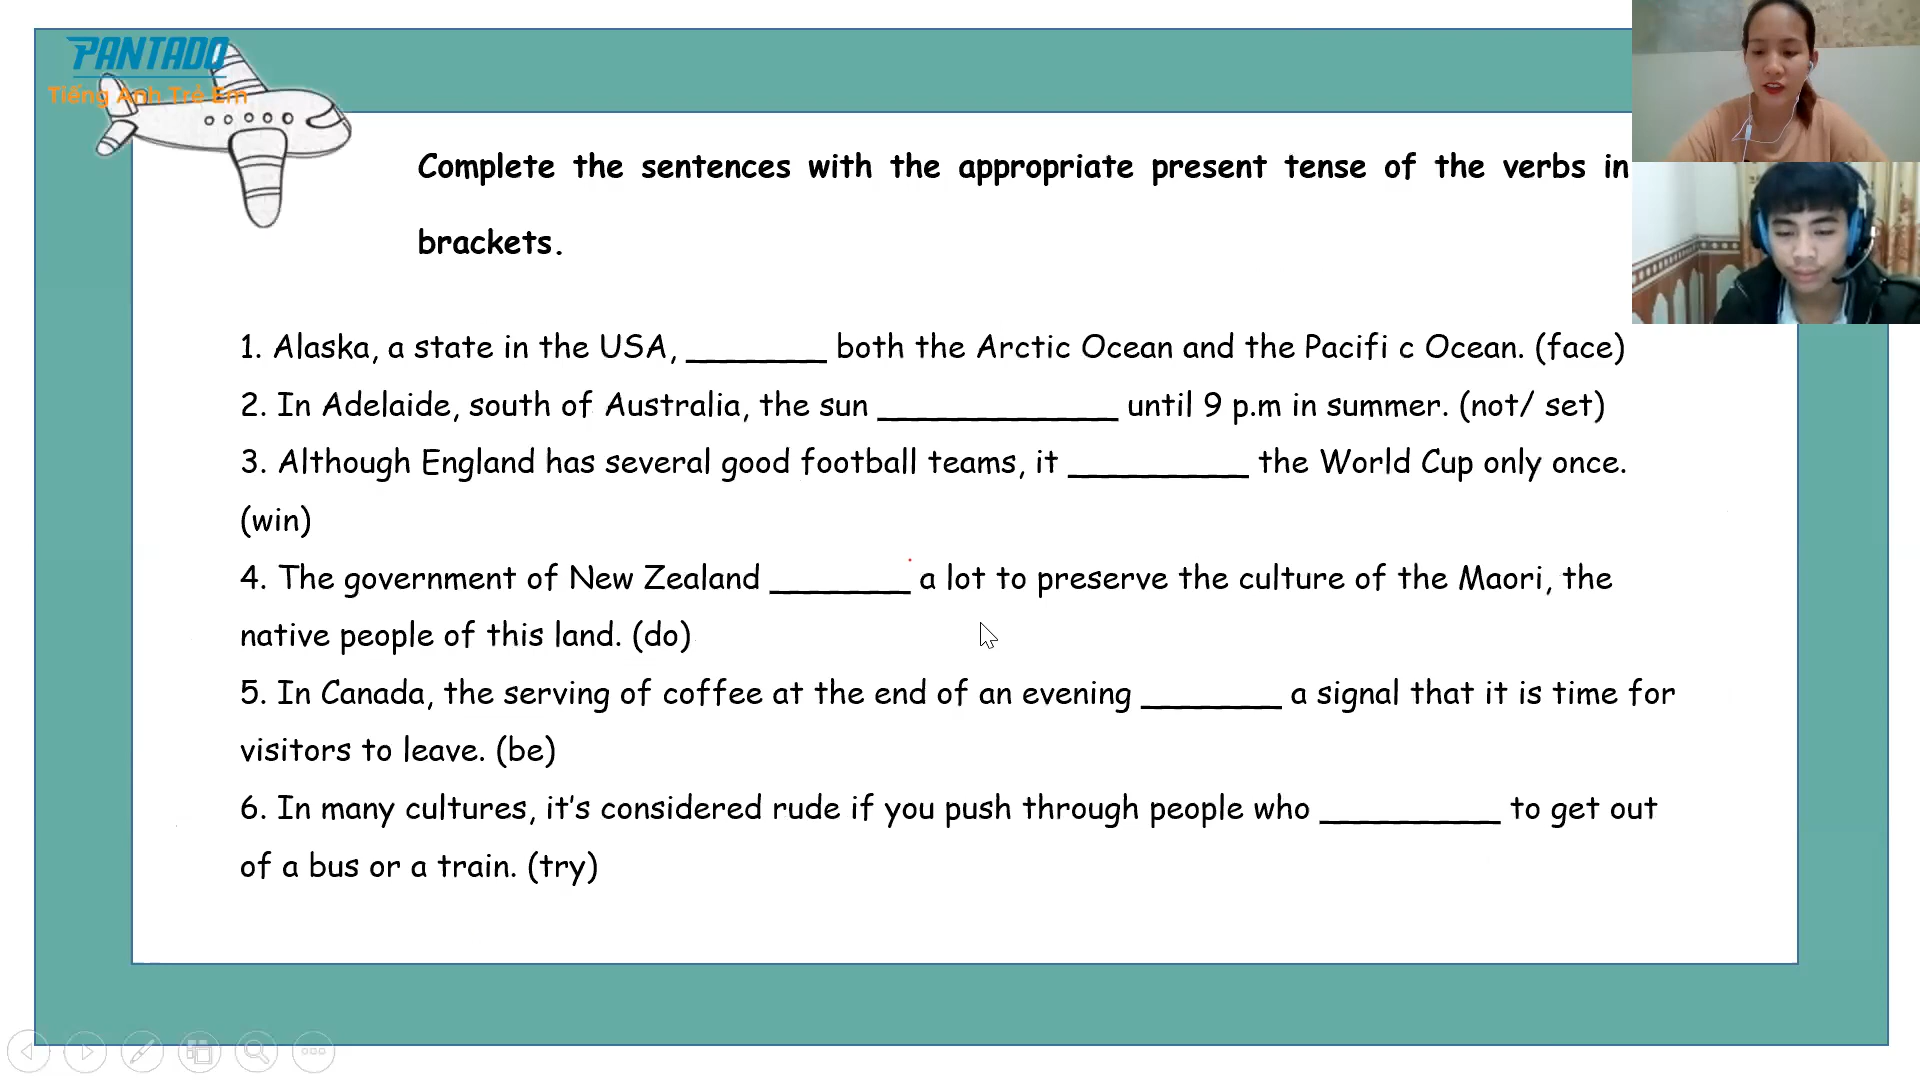 PANTADO
Tiếng Anh Trẻ Em
Complete the sentences with the appropriate present tense of the verbs in
brackets.
1. Alaska, a state in the USA, _______ both the Arctic Ocean and the Pacifi c Ocean. (face)
2. In Adelaide, south of Australia, the sun ____________ until 9 p.m in summer. (not/ set)
3. Although England has several good football teams, it _________ the World Cup only once.
(win)
4. The government of New Zealand _______ a lot to preserve the culture of the Maori, the
native people of this land. (do)
5. In Canada, the serving of coffee at the end of an evening _______ a signal that it is time for
visitors to leave. (be)
6. In many cultures, it’s considered rude if you push through people who _________ to get out
of a bus or a train. (try)